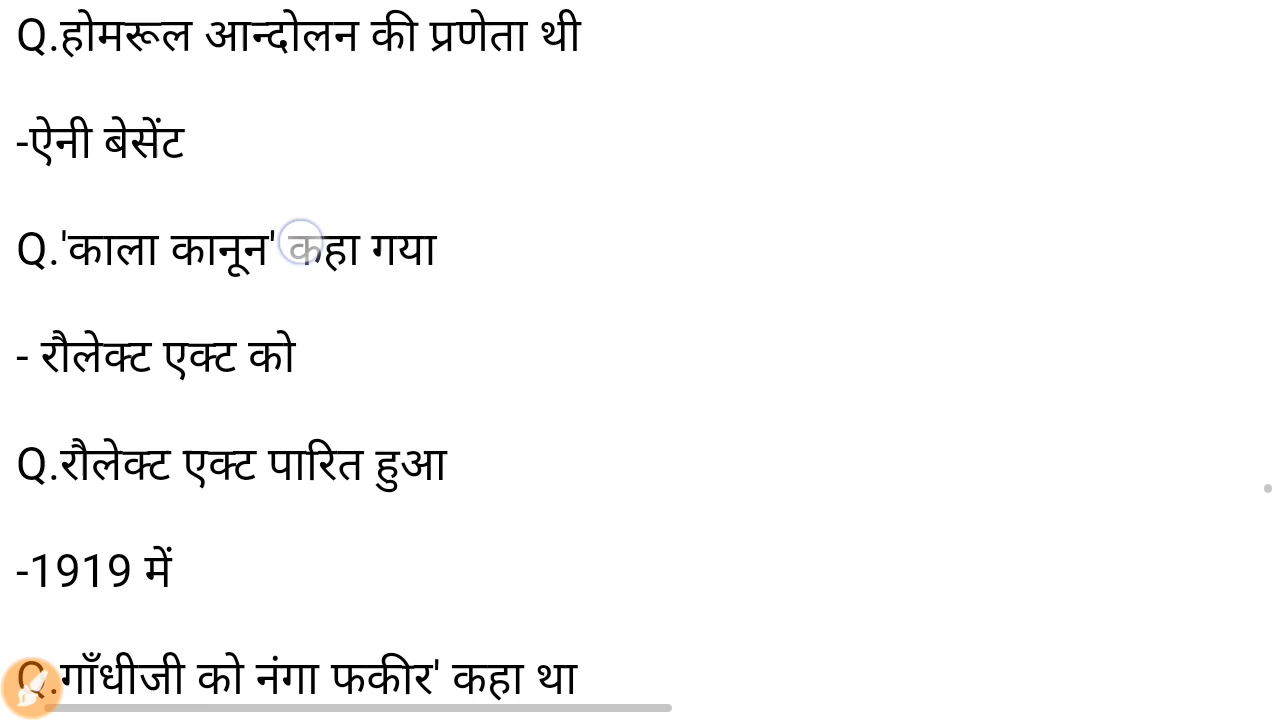 Q.होमरूल आन्दोलन की प्रणेता थी
-ऐनी बेसेंट
Q.'काला कानून' कहा गया
- रौलेक्ट एक्ट को
Q.रौलेक्ट एक्ट पारित हुआ
-1919 में
Q.गाँधीजी को नंगा फकीर' कहा था